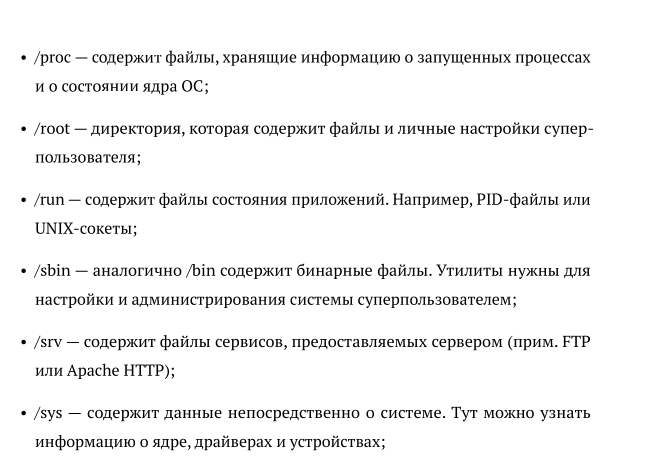 • /proc — содержит файлы, хранящие информацию о запущенных процессах
и о состоянии ядра ОС;
• /root — директория, которая содержит файлы и личные настройки супер-
пользователя;
• /run — содержит файлы состояния приложений. Например, PID-файлы или
UNIX-сокеты;
• /sbin — аналогично /bin содержит бинарные файлы. Утилиты нужны для
настройки и администрирования системы суперпользователем;
• /srv — содержит файлы сервисов, предоставляемых сервером (прим. FTP
или Apache HTTP);
• /sys — содержит данные непосредственно о системе. Тут можно узнать
информацию о ядре, драйверах и устройствах;